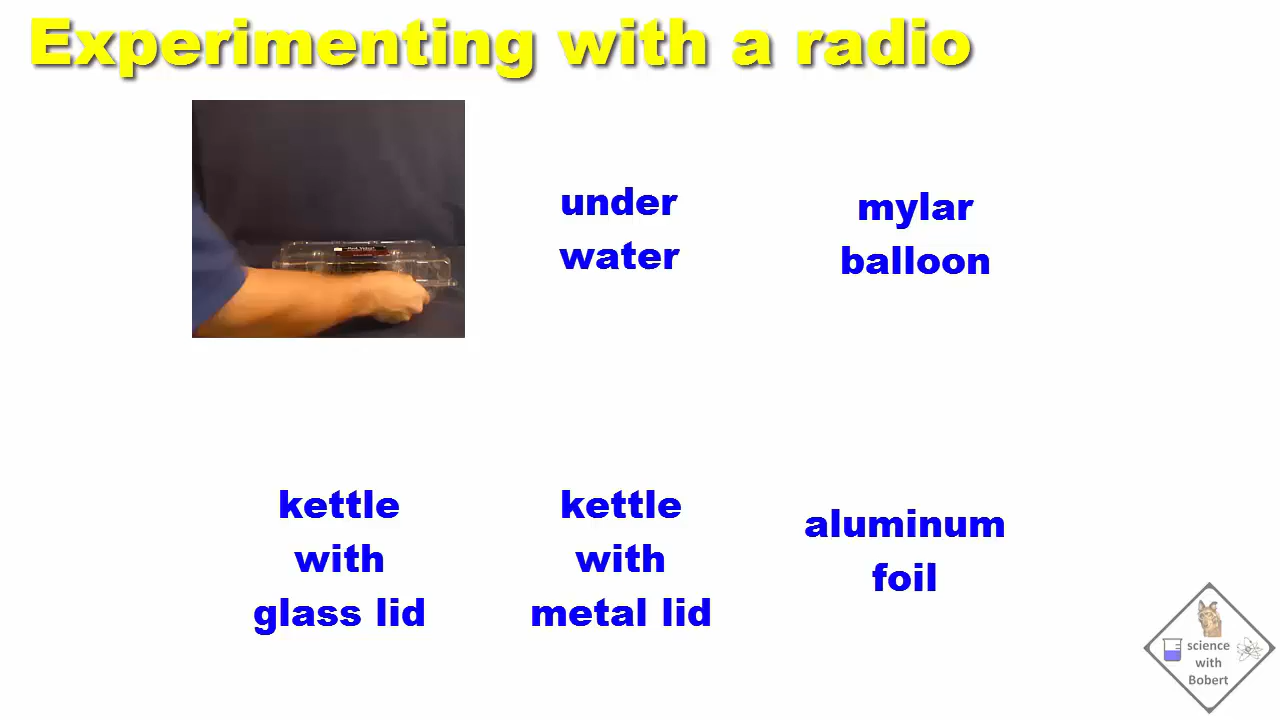 Experimenting with a radio
under
water
mylar
balloon
kettle
with
glass lid
kettle
with
metal lid
aluminum
foil
science
with
Bobert